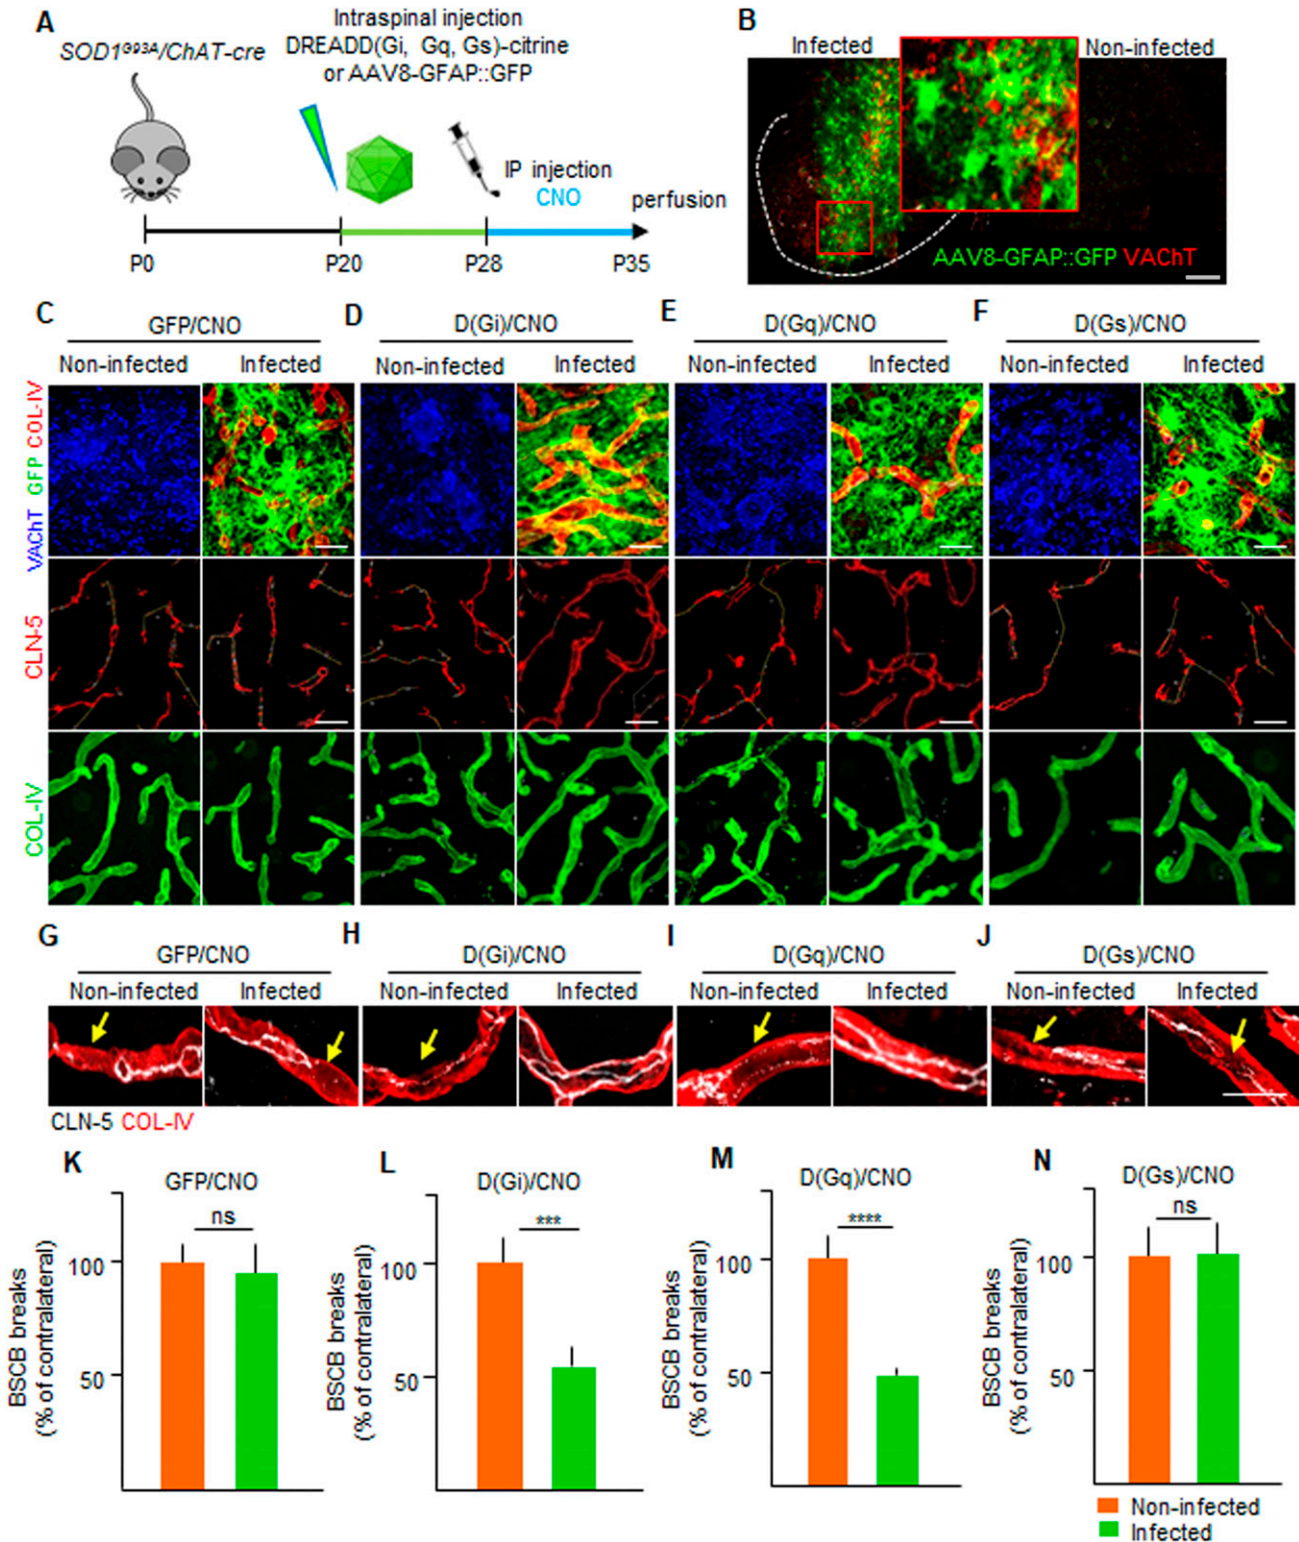 A
SOD1ᴳ⁹³ᴬ/ChAT-cre
Intraspinal injection
DREADD(Gi, Gq, Gs)-citrine
or AAV8-GFAP::GFP
IP injection
CNO
perfusion
P0
P20
P28
P35
B
Infected
Non-infected
AAV8-GFAP::GFP VAChT
C
GFP/CNO
Non-infected
Infected
D
D(Gi)/CNO
Non-infected
Infected
E
D(Gq)/CNO
Non-infected
Infected
F
D(Gs)/CNO
Non-infected
Infected
VAChT GFP COL-IV
CLN-5
COL-IV
G
GFP/CNO
Non-infected
Infected
H
D(Gi)/CNO
Non-infected
Infected
I
D(Gq)/CNO
Non-infected
Infected
J
D(Gs)/CNO
Non-infected
Infected
CLN-5 COL-IV
K
GFP/CNO
ns
100
50
BSCB breaks
(% of contralateral)
L
D(Gi)/CNO
***
100
50
BSCB breaks
(% of contralateral)
M
D(Gq)/CNO
****
100
50
BSCB breaks
(% of contralateral)
N
D(Gs)/CNO
ns
100
50
BSCB breaks
(% of contralateral)
Non-infected
Infected